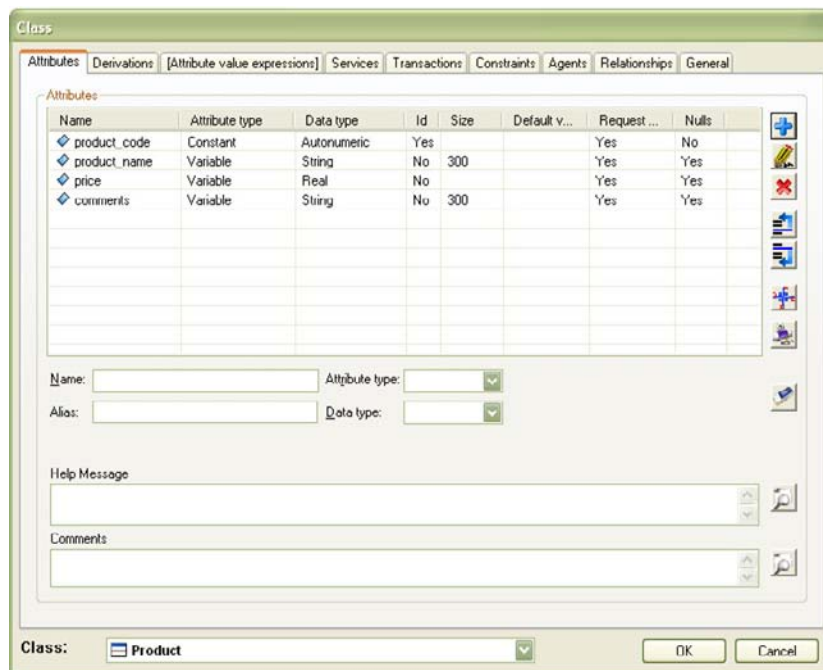 Class
Attributes Derivations [Attribute value expressions] Services Transactions Constraints Agents Relationships General
Attributes
Name Attribute type Data type Id Size Default v... Request ... Nulls
product_code Constant Autonumeric Yes Yes No
product_name Variable String No 300 Yes Yes
price Variable Real No Yes Yes
comments Variable String No 300 Yes Yes
Name: Attribute type:
Alias: Data type:
Help Message
Comments
Class: Product OK Cancel